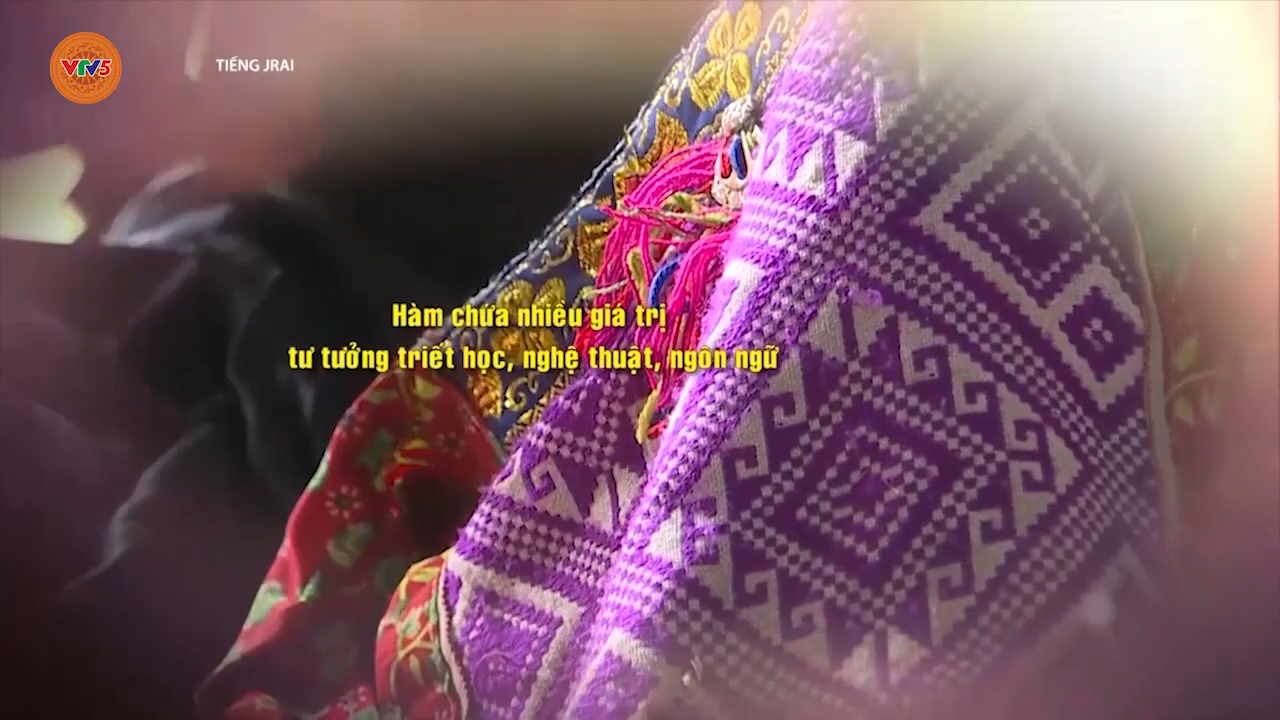 VTV5
TIẾNG JRAI
Hàm chứa nhiều giá trị
tư tưởng triết học, nghệ thuật, ngôn ngữ